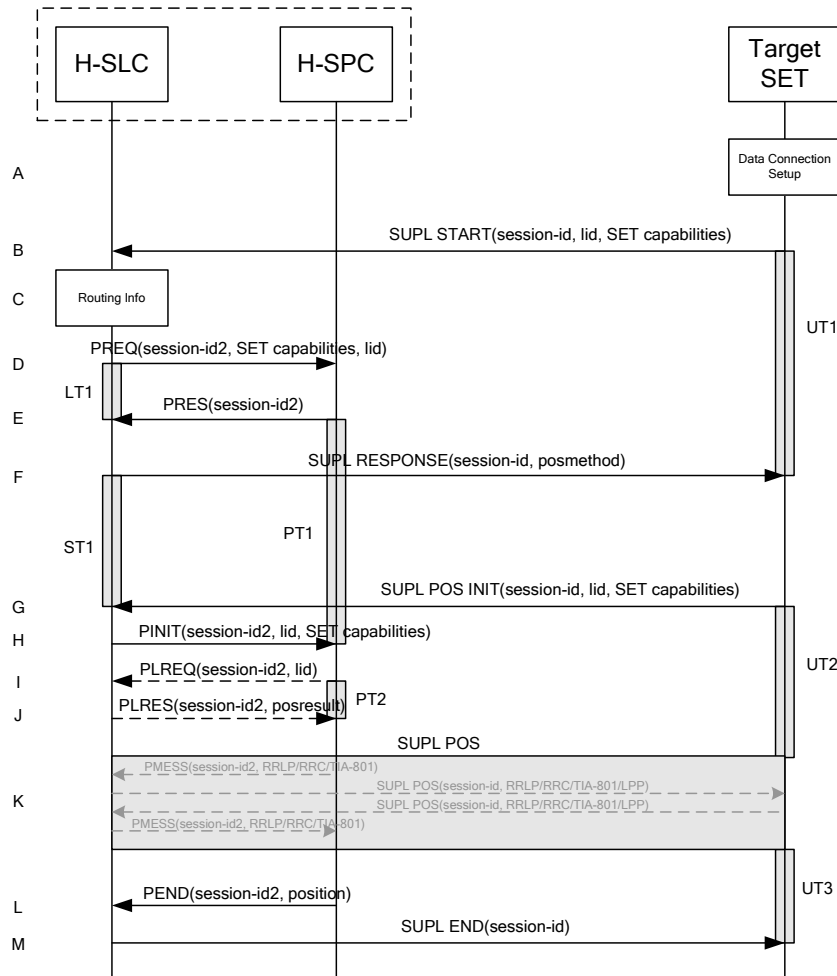 H-SLC
H-SPC
Target
SET
A
Data Connection
Setup
B
SUPL START(session-id, lid, SET capabilities)
C
Routing Info
UT1
D
PREQ(session-id2, SET capabilities, lid)
LT1
E
PRES(session-id2)
F
SUPL RESPONSE(session-id, posmethod)
ST1
PT1
G
SUPL POS INIT(session-id, lid, SET capabilities)
H
PINIT(session-id2, lid, SET capabilities)
I
PLREQ(session-id2, lid)
UT2
J
PLRES(session-id2, posresult)
PT2
SUPL POS
PMESS(session-id2, RRLP/RRC/TIA-801)
K
SUPL POS(session-id, RRLP/RRC/TIA-801/LPP)
SUPL POS(session-id, RRLP/RRC/TIA-801/LPP)
PMESS(session-id2, RRLP/RRC/TIA-801)
UT3
L
PEND(session-id2, position)
M
SUPL END(session-id)